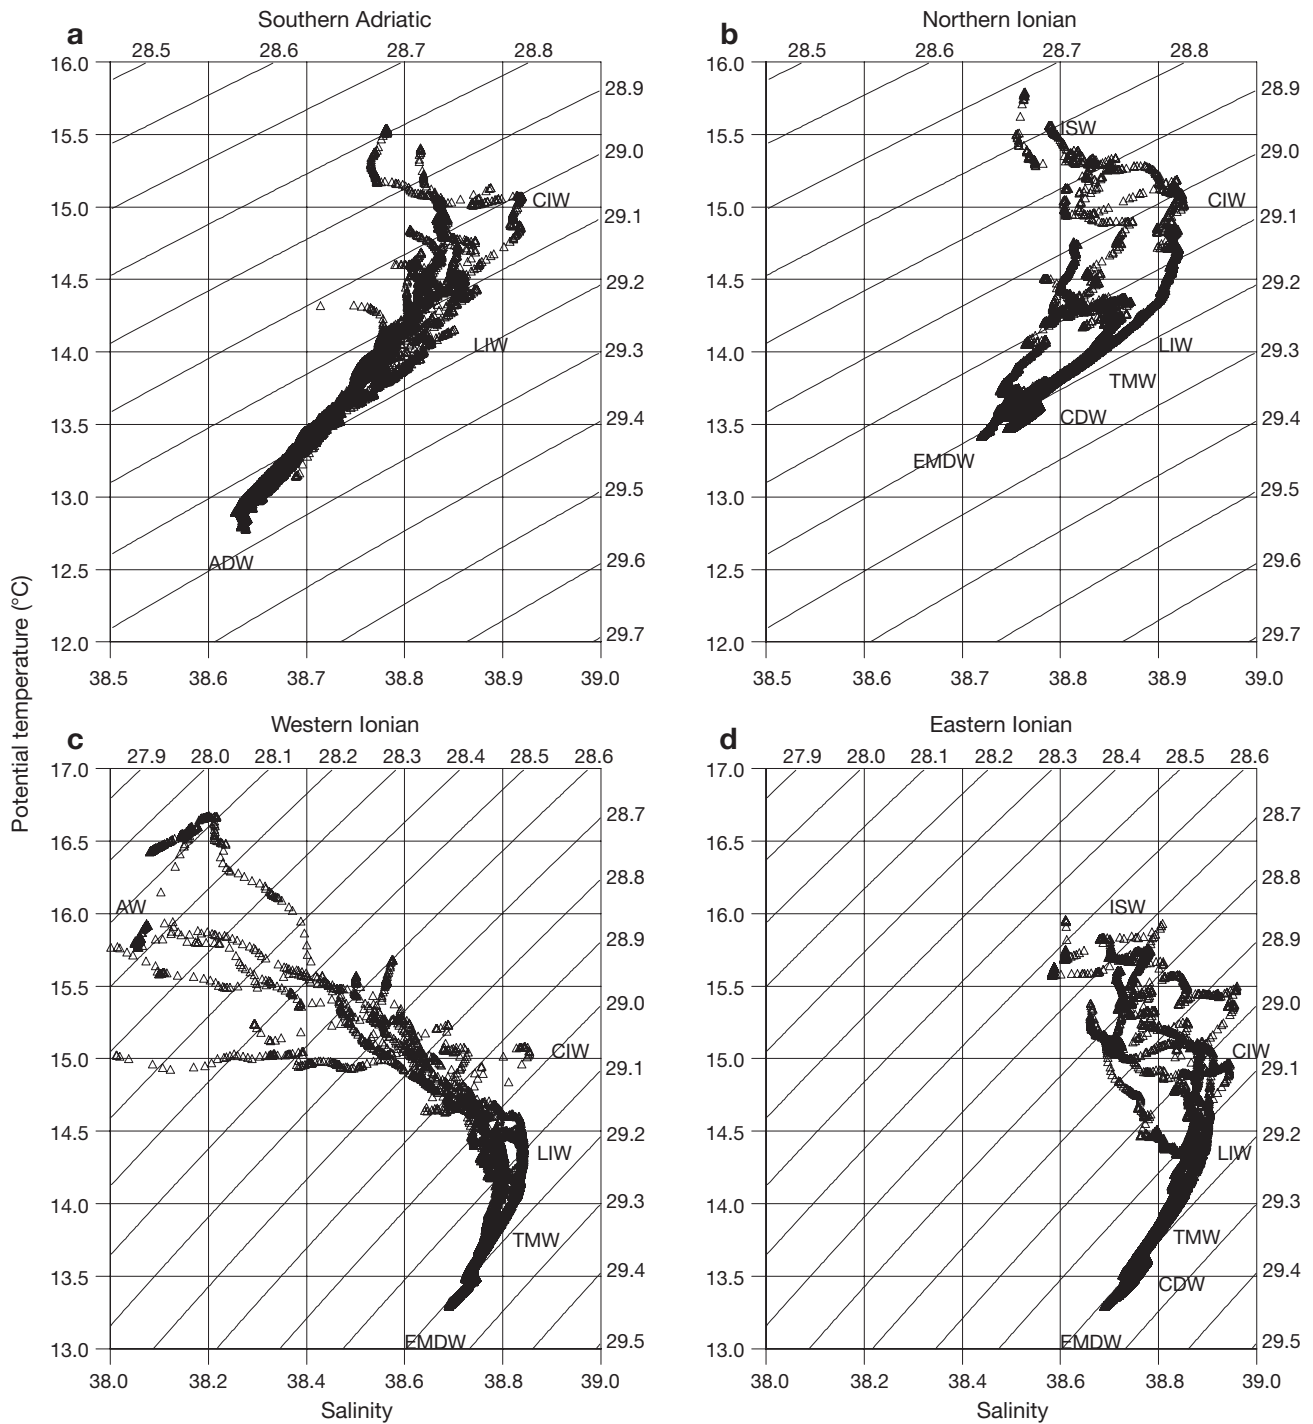 a
Southern Adriatic
28.5 28.6 28.7 28.8
16.0
28.9
15.5
29.0
15.0
CIW
29.1
14.5
29.2
14.0
LIW
29.3
13.5
29.4
13.0
29.5
12.5
ADW
29.6
12.0
29.7
38.5 38.6 38.7 38.8 38.9 39.0
b
Northern Ionian
28.5 28.6 28.7 28.8
16.0
28.9
15.5
ISW
29.0
15.0
CIW
29.1
14.5
29.2
14.0
LIW
29.3
TMW
13.5
CDW
29.4
EMDW
13.0
29.5
12.5
29.6
12.0
29.7
38.5 38.6 38.7 38.8 38.9 39.0
Potential temperature (°C)
c
Western Ionian
27.9 28.0 28.1 28.2 28.3 28.4 28.5 28.6
17.0
28.7
16.5
28.8
16.0
AW
28.9
15.5
29.0
15.0
CIW
29.1
14.5
29.2
LIW
14.0
29.3
TMW
13.5
29.4
13.0
EMDW
29.5
38.0 38.2 38.4 38.6 38.8 39.0
Salinity
d
Eastern Ionian
27.9 28.0 28.1 28.2 28.3 28.4 28.5 28.6
17.0
28.7
16.5
28.8
16.0
ISW
28.9
15.5
29.0
15.0
CIW
29.1
14.5
29.2
LIW
14.0
29.3
TMW
13.5
CDW
29.4
13.0
EMDW
29.5
38.0 38.2 38.4 38.6 38.8 39.0
Salinity